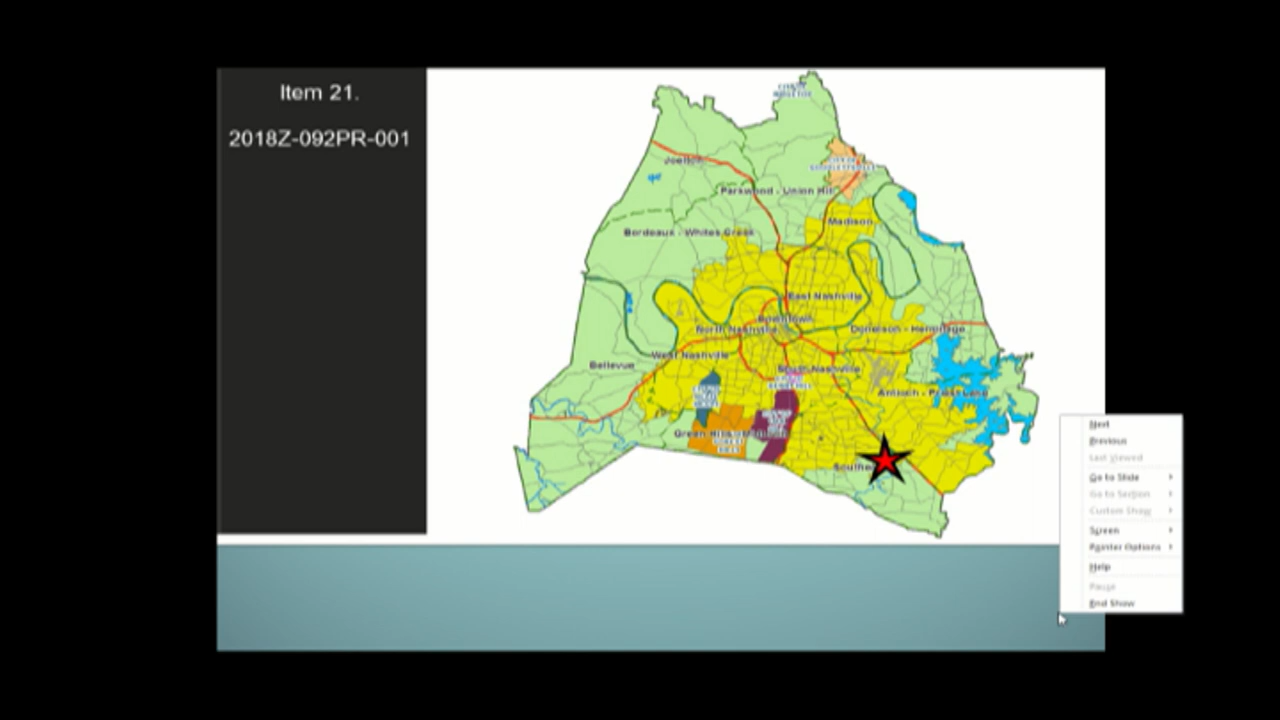 Item 21.
2018Z-092PR-001
Joelton
Parkwood - Union Hill
Madison
Bordeaux - Whites Creek
East Nashville
Downtown
North Nashville
Donelson - Hermitage
West Nashville
Bellevue
South Nashville
Antioch - Priest Lake
Green Hills
Next
Previous
Last Viewed
Go to Slide
Go to Section
Custom Show
Screen
Pointer Options
Help
Pause
End Show